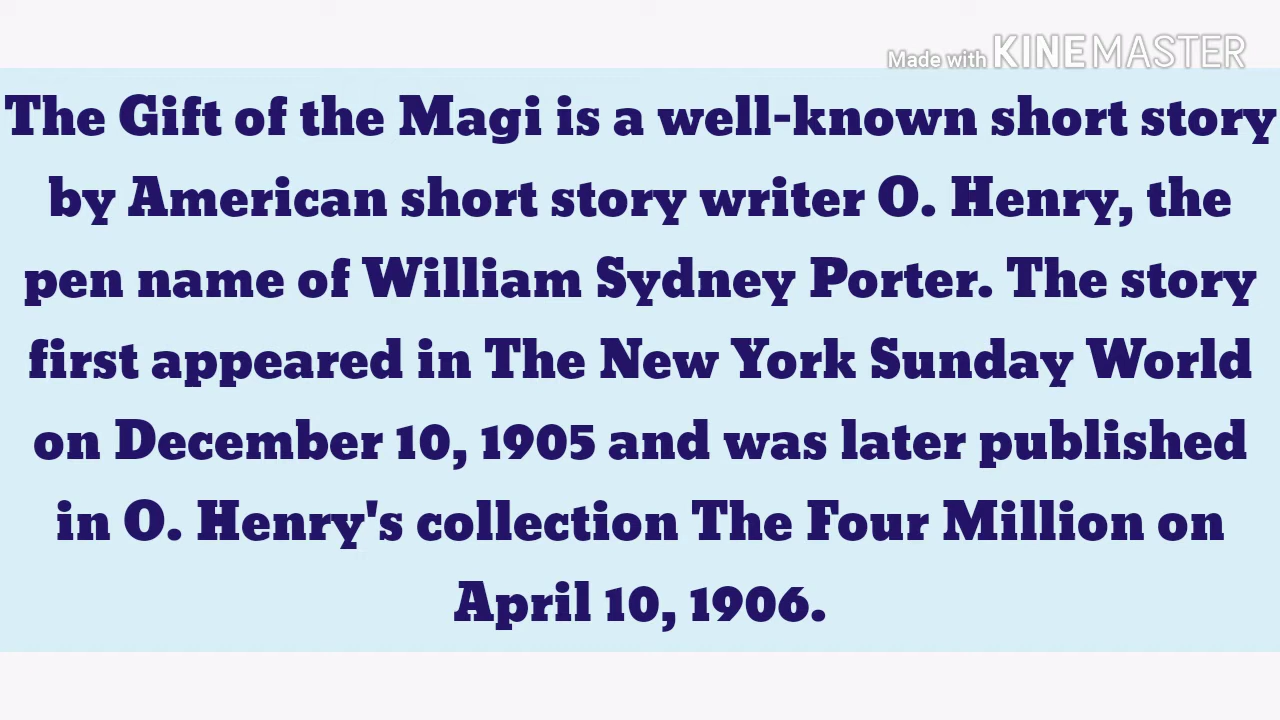 Made with KINEMASTER
The Gift of the Magi is a well-known short story
by American short story writer O. Henry, the
pen name of William Sydney Porter. The story
first appeared in The New York Sunday World
on December 10, 1905 and was later published
in O. Henry's collection The Four Million on
April 10, 1906.